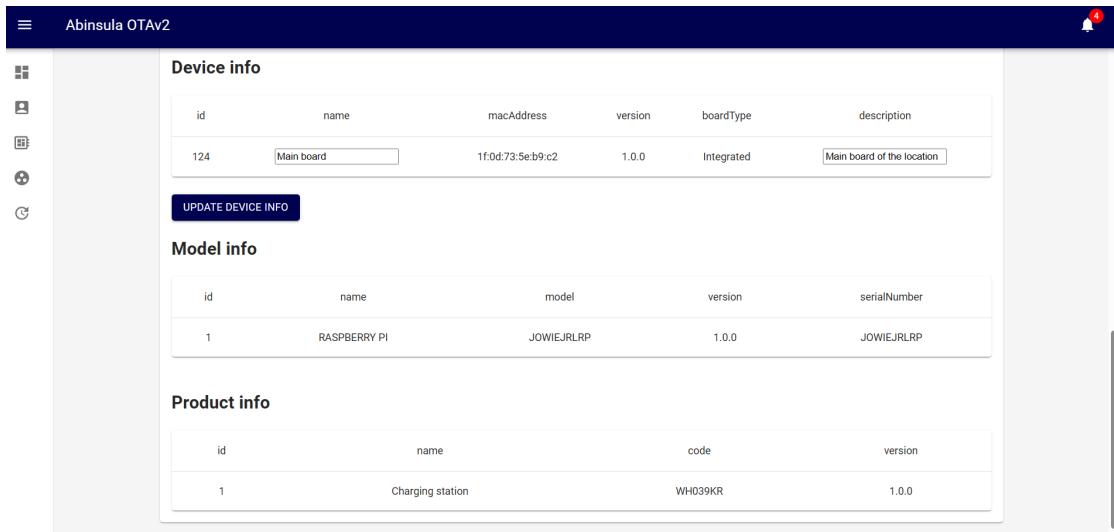 Abinsula OTAv2
4
Device info
id name macAddress version boardType description
124 Main board 1f:0d:73:5e:b9:c2 1.0.0 Integrated Main board of the location
UPDATE DEVICE INFO
Model info
id name model version serialNumber
1 RASPBERRY PI JOWIEJRLRP 1.0.0 JOWIEJRLRP
Product info
id name code version
1 Charging station WH039KR 1.0.0